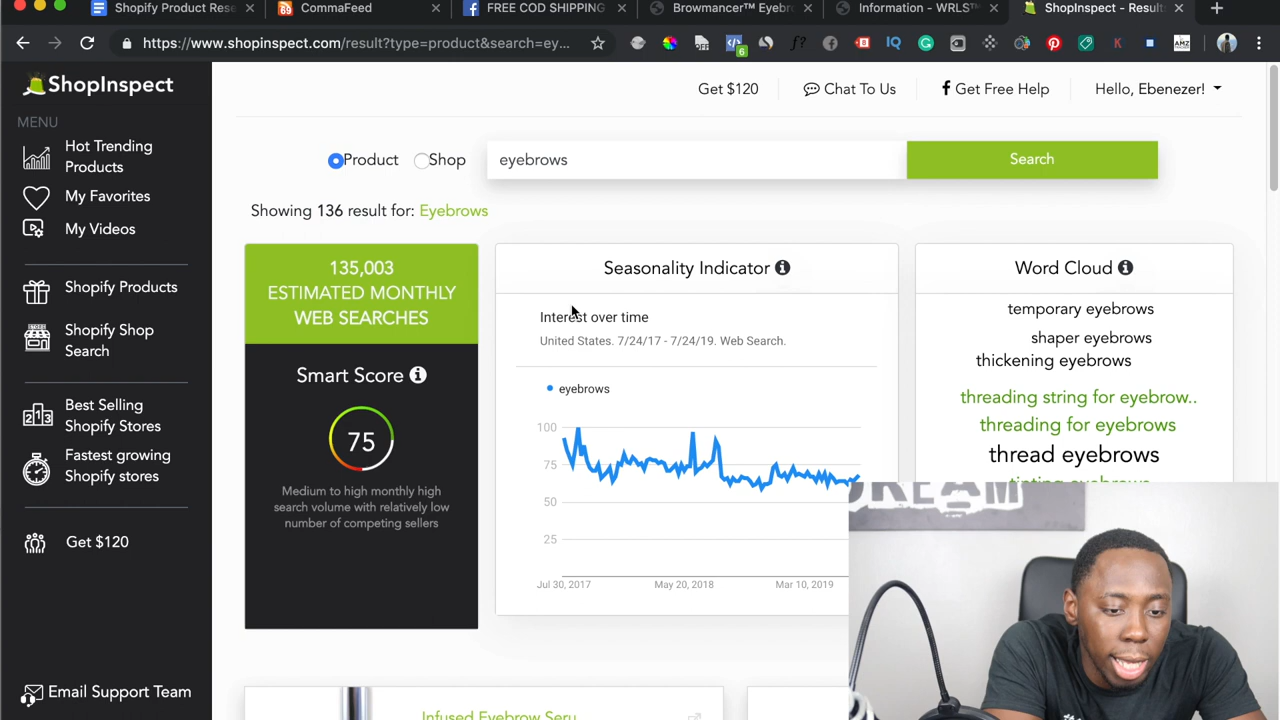 Shopify Product Rese
CommaFeed
FREE COD SHIPPING
Browmancer™ Eyebr
Information - WRLS™
ShopInspect - Results
https://www.shopinspect.com/result?type=product&search=ey...
6
ShopInspect
Get $120
Chat To Us
Get Free Help
Hello, Ebenezer!
MENU
Hot Trending
Products
My Favorites
My Videos
Shopify Products
Shopify Shop
Search
Best Selling
Shopify Stores
Fastest growing
Shopify stores
Get $120
Email Support Team
Product
Shop
eyebrows
Search
Showing 136 result for: Eyebrows
135,003
ESTIMATED MONTHLY
WEB SEARCHES
Smart Score
75
Medium to high monthly high
search volume with relatively low
number of competing sellers
Seasonality Indicator
Interest over time
United States. 7/24/17 - 7/24/19. Web Search.
eyebrows
100
75
50
25
Jul 30, 2017
May 20, 2018
Mar 10, 2019
Word Cloud
temporary eyebrows
shaper eyebrows
thickening eyebrows
threading string for eyebrow..
threading for eyebrows
thread eyebrows
tinting eyebrows
Infused Eyebrow Seru
DREAM